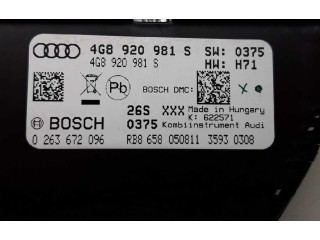 4G8 920 981 S SW: 0375
4G8 920 981 S HW: H71
Pb BOSCH DMC:
26S XXX Made in Hungary
K: 622571
BOSCH 0375 Kombiinstrument Audi
0 263 672 096 RB8 658 050811 3593 0308